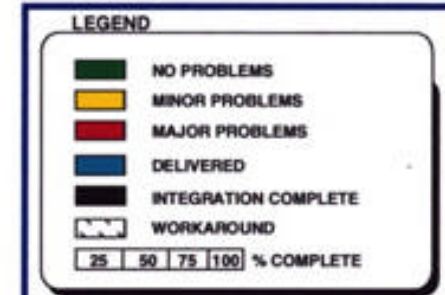 LEGEND
NO PROBLEMS
MINOR PROBLEMS
MAJOR PROBLEMS
DELIVERED
INTEGRATION COMPLETE
WORKAROUND
25 50 75 100 % COMPLETE